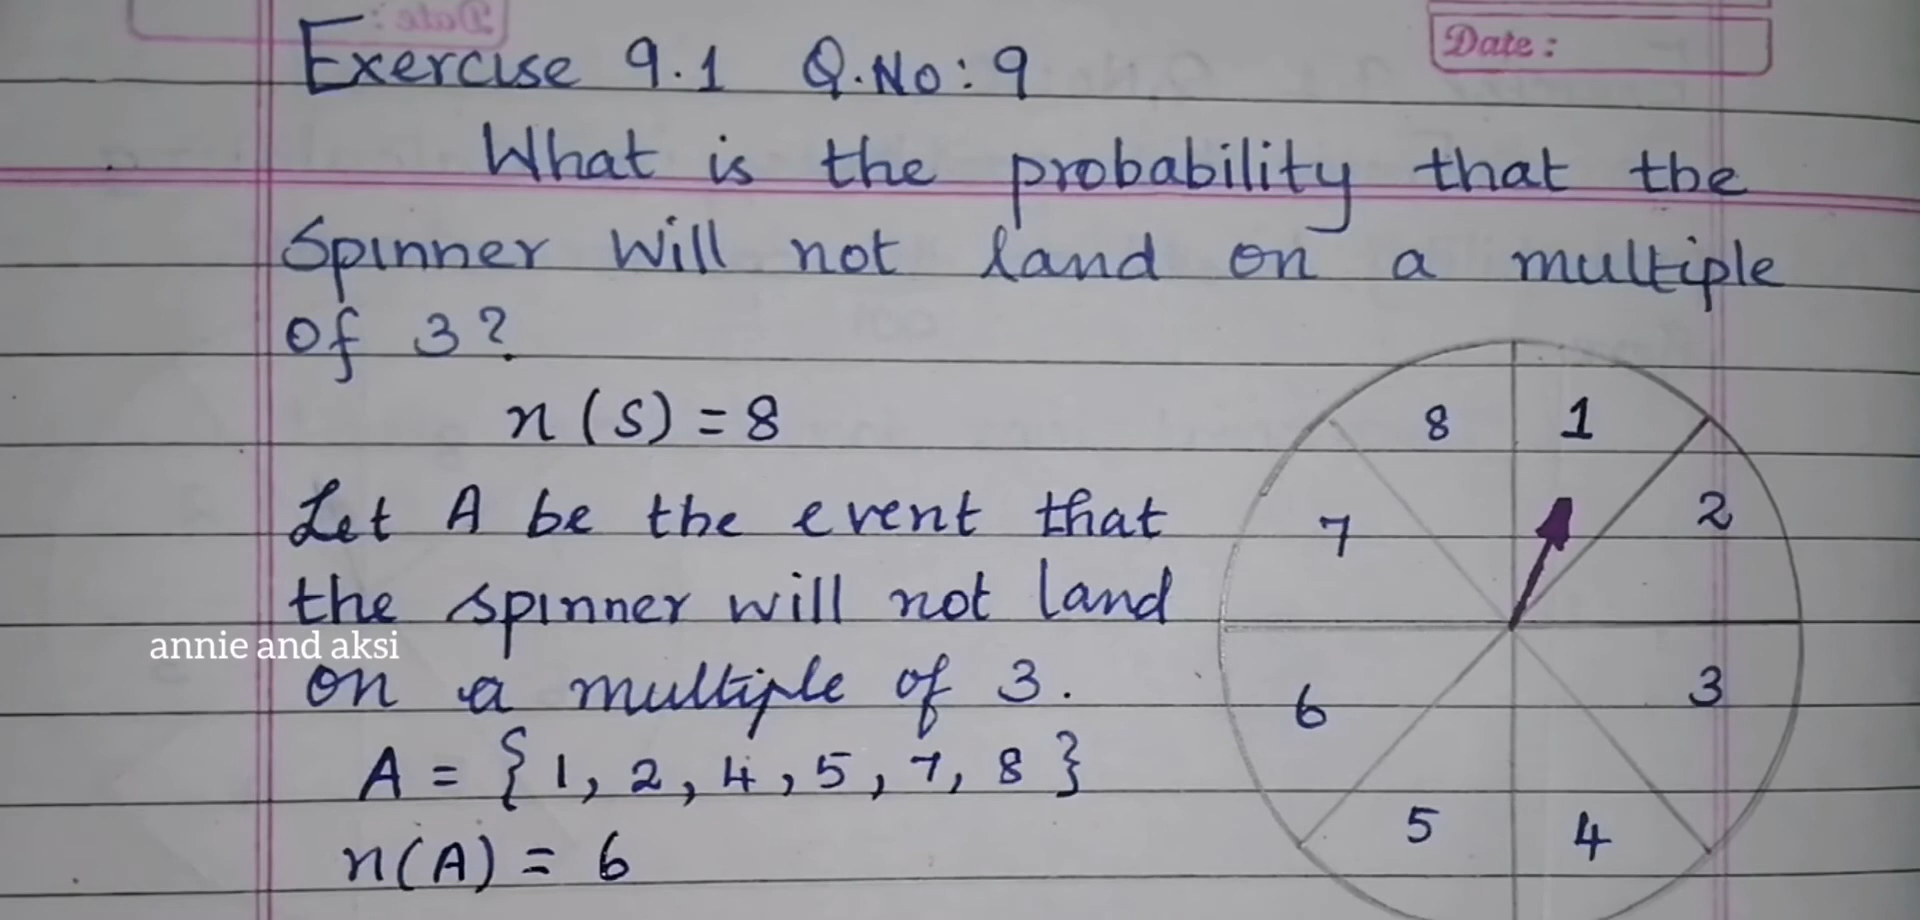 Date:
Exercise 9.1 Q.No:9
Date:
What is the probability that the
Spinner will not land on a multiple
of 3?
n(S) = 8
Let A be the event that
the spinner will not land
annie and aksi
on a multiple of 3.
A = {1, 2, 4, 5, 7, 8}
n(A) = 6
8 1
7 2
6 3
5 4